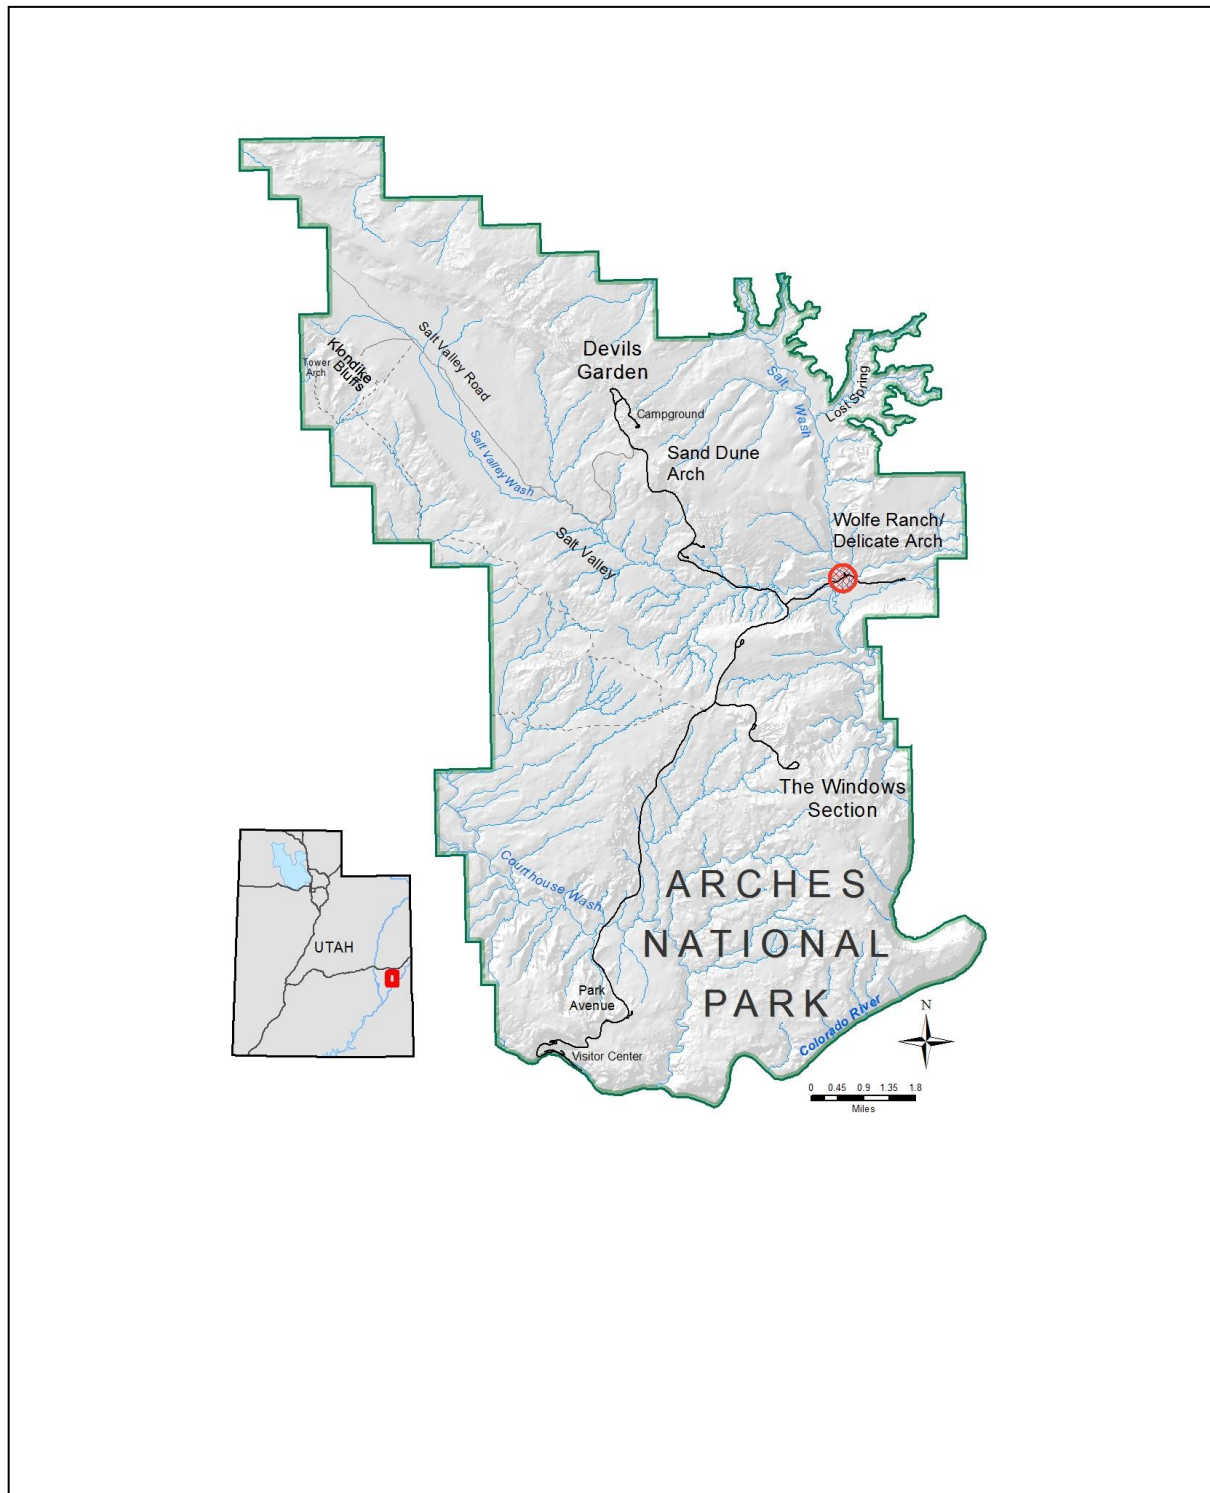 Devils
Garden
Salt Valley Road
Klondike
Bluffs
Tower
Arch
Campground
Salt
Wash
Lost Spring
Sand Dune
Arch
Salt ValleyWash
Salt Valley
Wolfe Ranch/
Delicate Arch
The Windows
Section
Courthouse Wash
ARCHES
NATIONAL
PARK
UTAH
Park
Avenue
Visitor Center
Colorado River
N
0 0.45 0.9 1.35 1.8
Miles